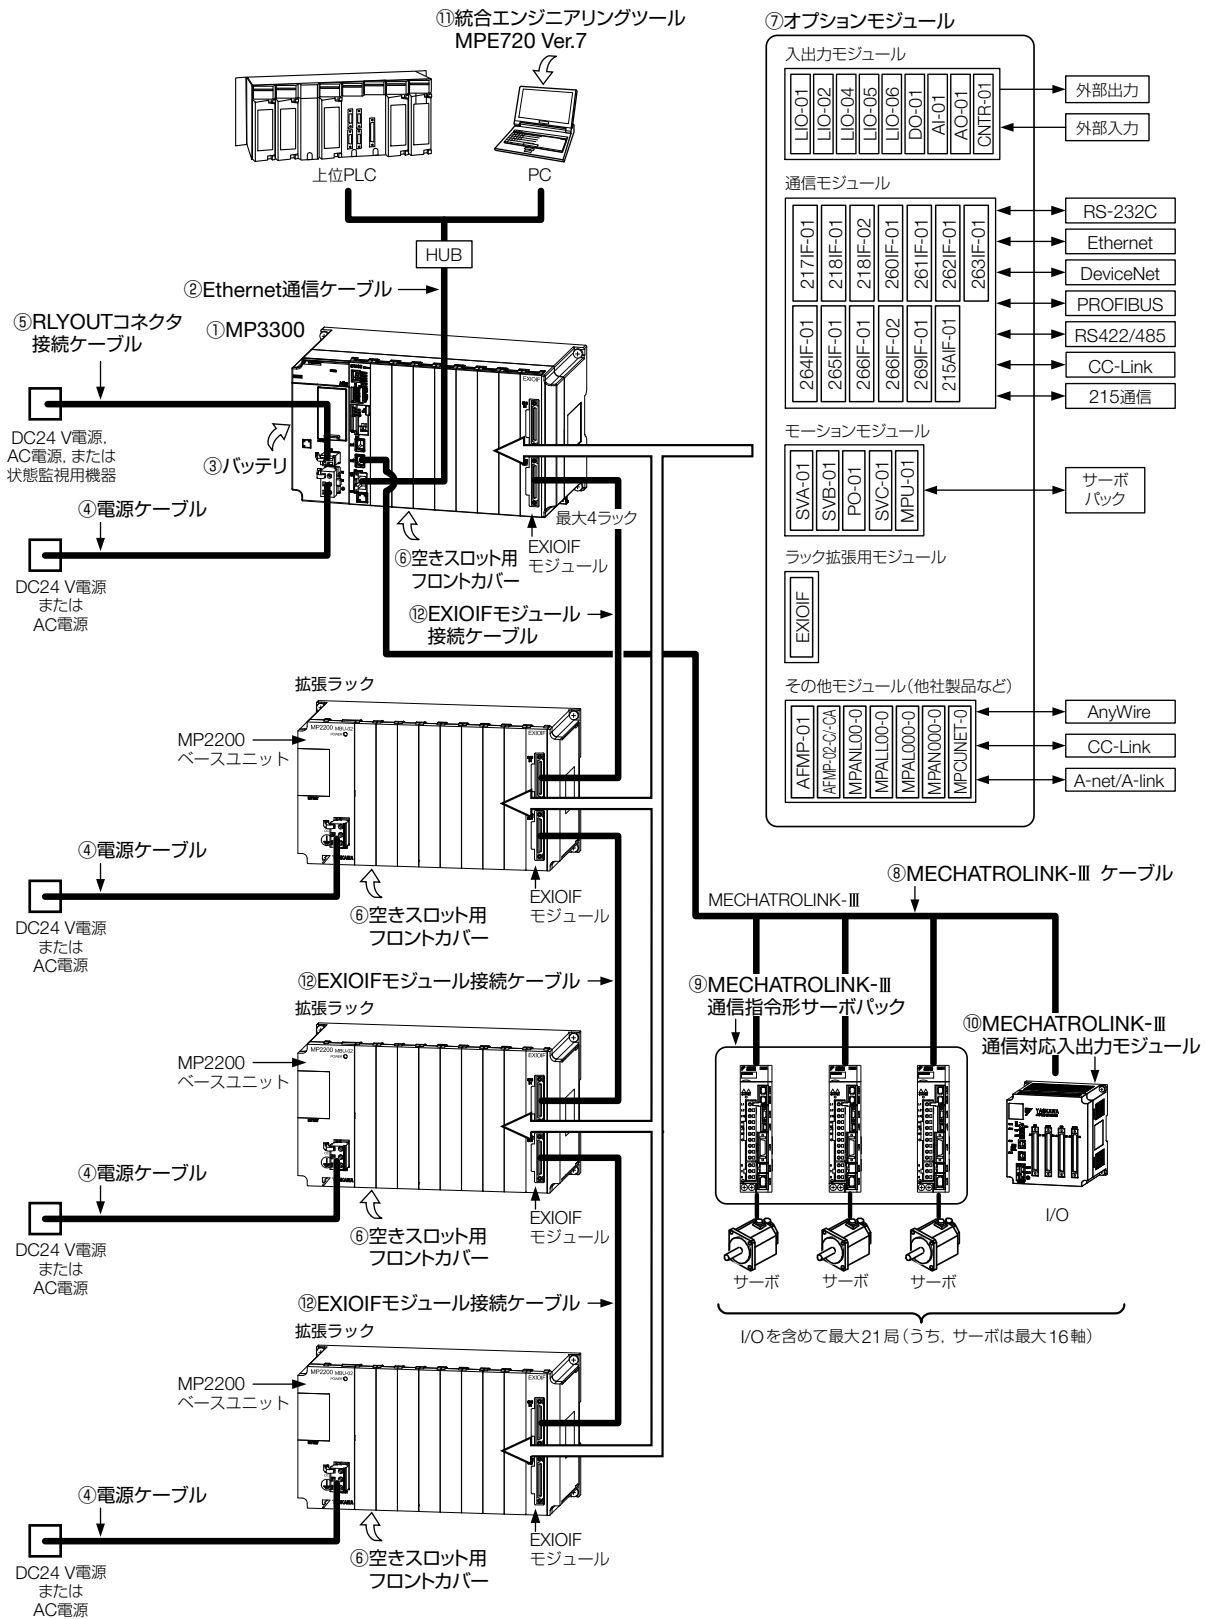 ⑪統合エンジニアリングツール
MPE720 Ver.7
上位PLC
PC
HUB
②Ethernet通信ケーブル
⑤RLYOUTコネクタ
接続ケーブル
①MP3300
EXIOIF
DC24 V電源,
AC電源, または
状態監視用機器
③バッテリ
④電源ケーブル
DC24 V電源
または
AC電源
⑥空きスロット用
フロントカバー
最大4ラック
EXIOIF
モジュール
⑫EXIOIFモジュール
接続ケーブル
拡張ラック
MP2200
ベースユニット
MP2200 MBU-02
POWER
EXIOIF
④電源ケーブル
DC24 V電源
または
AC電源
⑥空きスロット用
フロントカバー
EXIOIF
モジュール
⑫EXIOIFモジュール接続ケーブル
拡張ラック
MP2200
ベースユニット
MP2200 MBU-02
POWER
EXIOIF
④電源ケーブル
DC24 V電源
または
AC電源
⑥空きスロット用
フロントカバー
EXIOIF
モジュール
⑫EXIOIFモジュール接続ケーブル
拡張ラック
MP2200
ベースユニット
MP2200 MBU-02
POWER
EXIOIF
④電源ケーブル
DC24 V電源
または
AC電源
⑥空きスロット用
フロントカバー
EXIOIF
モジュール
⑦オプションモジュール
入出力モジュール
LIO-01
LIO-02
LIO-04
LIO-05
LIO-06
DO-01
AI-01
AO-01
CNTR-01
外部出力
外部入力
通信モジュール
217IF-01
218IF-01
218IF-02
260IF-01
261IF-01
262IF-01
263IF-01
264IF-01
265IF-01
266IF-01
266IF-02
269IF-01
215AIF-01
RS-232C
Ethernet
DeviceNet
PROFIBUS
RS422/485
CC-Link
215通信
モーションモジュール
SVA-01
SVB-01
PO-01
SVC-01
MPU-01
サーボ
パック
ラック拡張用モジュール
EXIOIF
その他モジュール（他社製品など）
AFMP-01
AFMP-02-C/-CA
MPANL00-0
MPALL00-0
MPAL000-0
MPAN000-0
MPCUNET-0
AnyWire
CC-Link
A-net/A-link
⑧MECHATROLINK-Ⅲ ケーブル
MECHATROLINK-Ⅲ
⑨MECHATROLINK-Ⅲ
通信指令形サーボパック
⑩MECHATROLINK-Ⅲ
通信対応入出力モジュール
YASKAWA
I/O
サーボ
サーボ
サーボ
I/Oを含めて最大21局（うち, サーボは最大16軸）